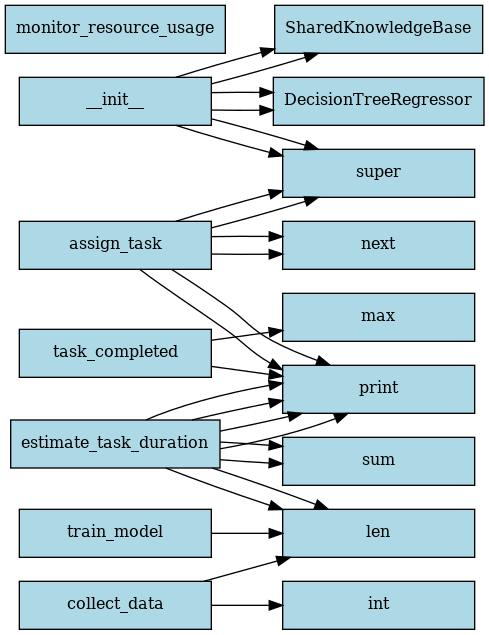 monitor_resource_usage
SharedKnowledgeBase
__init__
DecisionTreeRegressor
super
assign_task
next
max
task_completed
print
estimate_task_duration
sum
train_model
len
collect_data
int